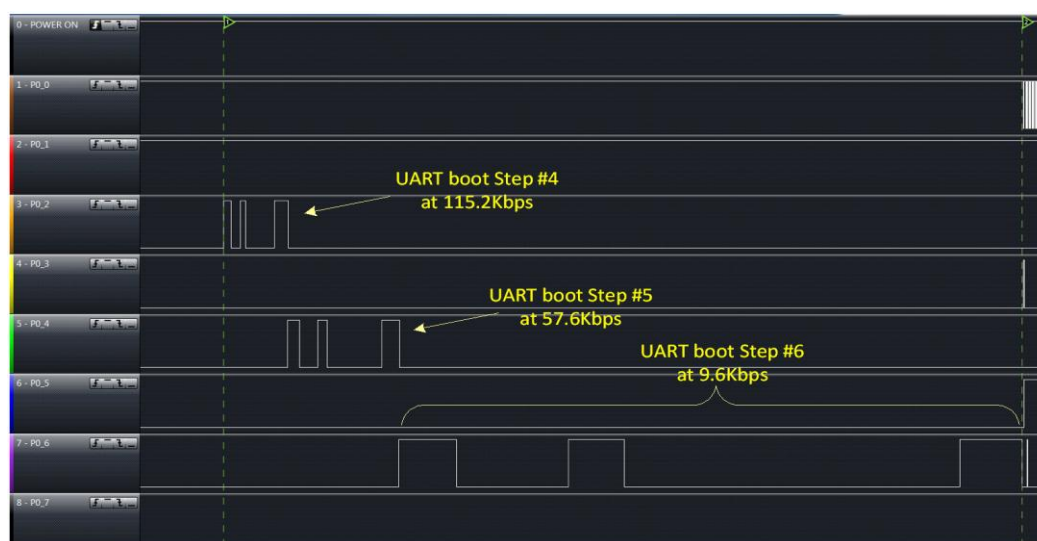 0 - POWER ON
1 - P0_0
2 - P0_1
UART boot Step #4
at 115.2Kbps
3 - P0_2
4 - P0_3
UART boot Step #5
at 57.6Kbps
5 - P0_4
UART boot Step #6
at 9.6Kbps
6 - P0_5
7 - P0_6
8 - P0_7